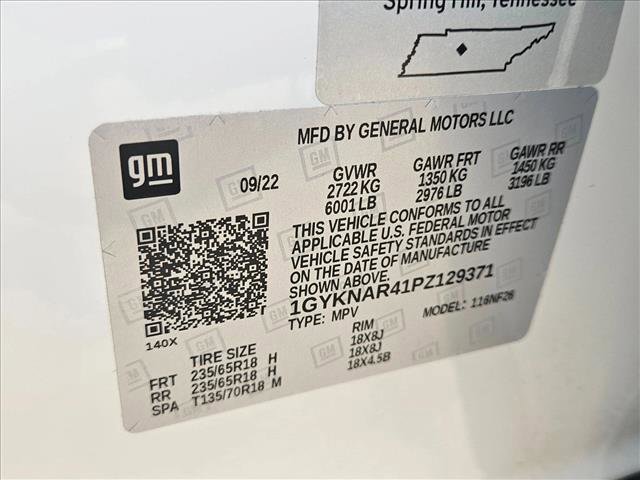 Spring Hill, Tennessee
MFD BY GENERAL MOTORS LLC
gm
09/22
GVWR
2722 KG
6001 LB
GAWR FRT
1350 KG
2976 LB
GAWR RR
1450 KG
3196 LB
THIS VEHICLE CONFORMS TO ALL
APPLICABLE U.S. FEDERAL MOTOR
VEHICLE SAFETY STANDARDS IN EFFECT
ON THE DATE OF MANUFACTURE
SHOWN ABOVE.
1GYKNAR41PZ129371
TYPE: MPV
MODEL: 116NF26
140X
TIRE SIZE
RIM
FRT 235/65R18 H 18X8J
RR 235/65R18 H 18X8J
SPA T135/70R18 M 18X4.5B